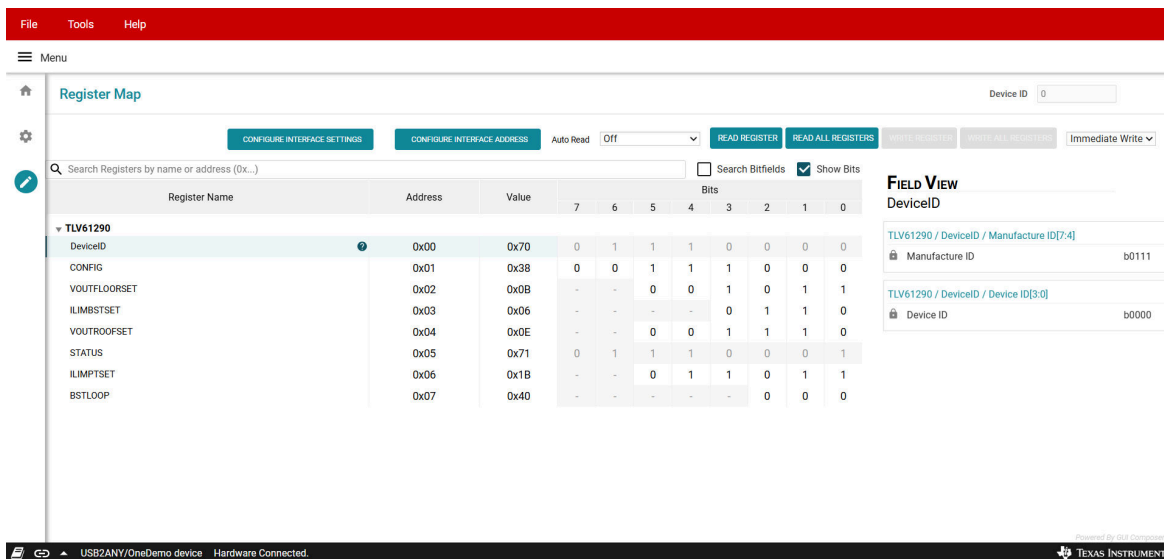 File Tools Help
Menu
Register Map
Device ID 0
CONFIGURE INTERFACE SETTINGS CONFIGURE INTERFACE ADDRESS Auto Read Off READ REGISTER READ ALL REGISTERS WRITE REGISTER WRITE ALL REGISTERS Immediate Write
Search Registers by name or address (0x...) Search Bitfields Show Bits
Register Name Address Value Bits
7 6 5 4 3 2 1 0
TLV61290
DeviceID ? 0x00 0x70 0 1 1 1 0 0 0 0
CONFIG 0x01 0x38 0 0 1 1 1 0 0 0
VOUTFLOORSET 0x02 0x0B - - 0 0 1 0 1 1
ILIMBSTSET 0x03 0x06 - - - - 0 1 1 0
VOUTROOFSET 0x04 0x0E - - 0 0 1 1 1 0
STATUS 0x05 0x71 0 1 1 1 0 0 0 1
ILIMPTSET 0x06 0x1B - - 0 1 1 0 1 1
BSTLOOP 0x07 0x40 - - - - - 0 0 0
FIELD VIEW
DeviceID
TLV61290 / DeviceID / Manufacture ID[7:4]
Manufacture ID b0111
TLV61290 / DeviceID / Device ID[3:0]
Device ID b0000
Powered By GUI Composer
USB2ANY/OneDemo device Hardware Connected.
TEXAS INSTRUMENT